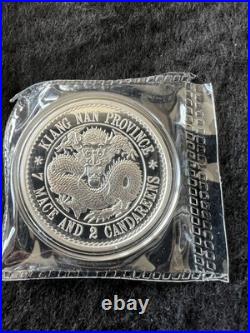 KIANG NAN PROVINCE
7 MACE AND 2 CANDAREENS